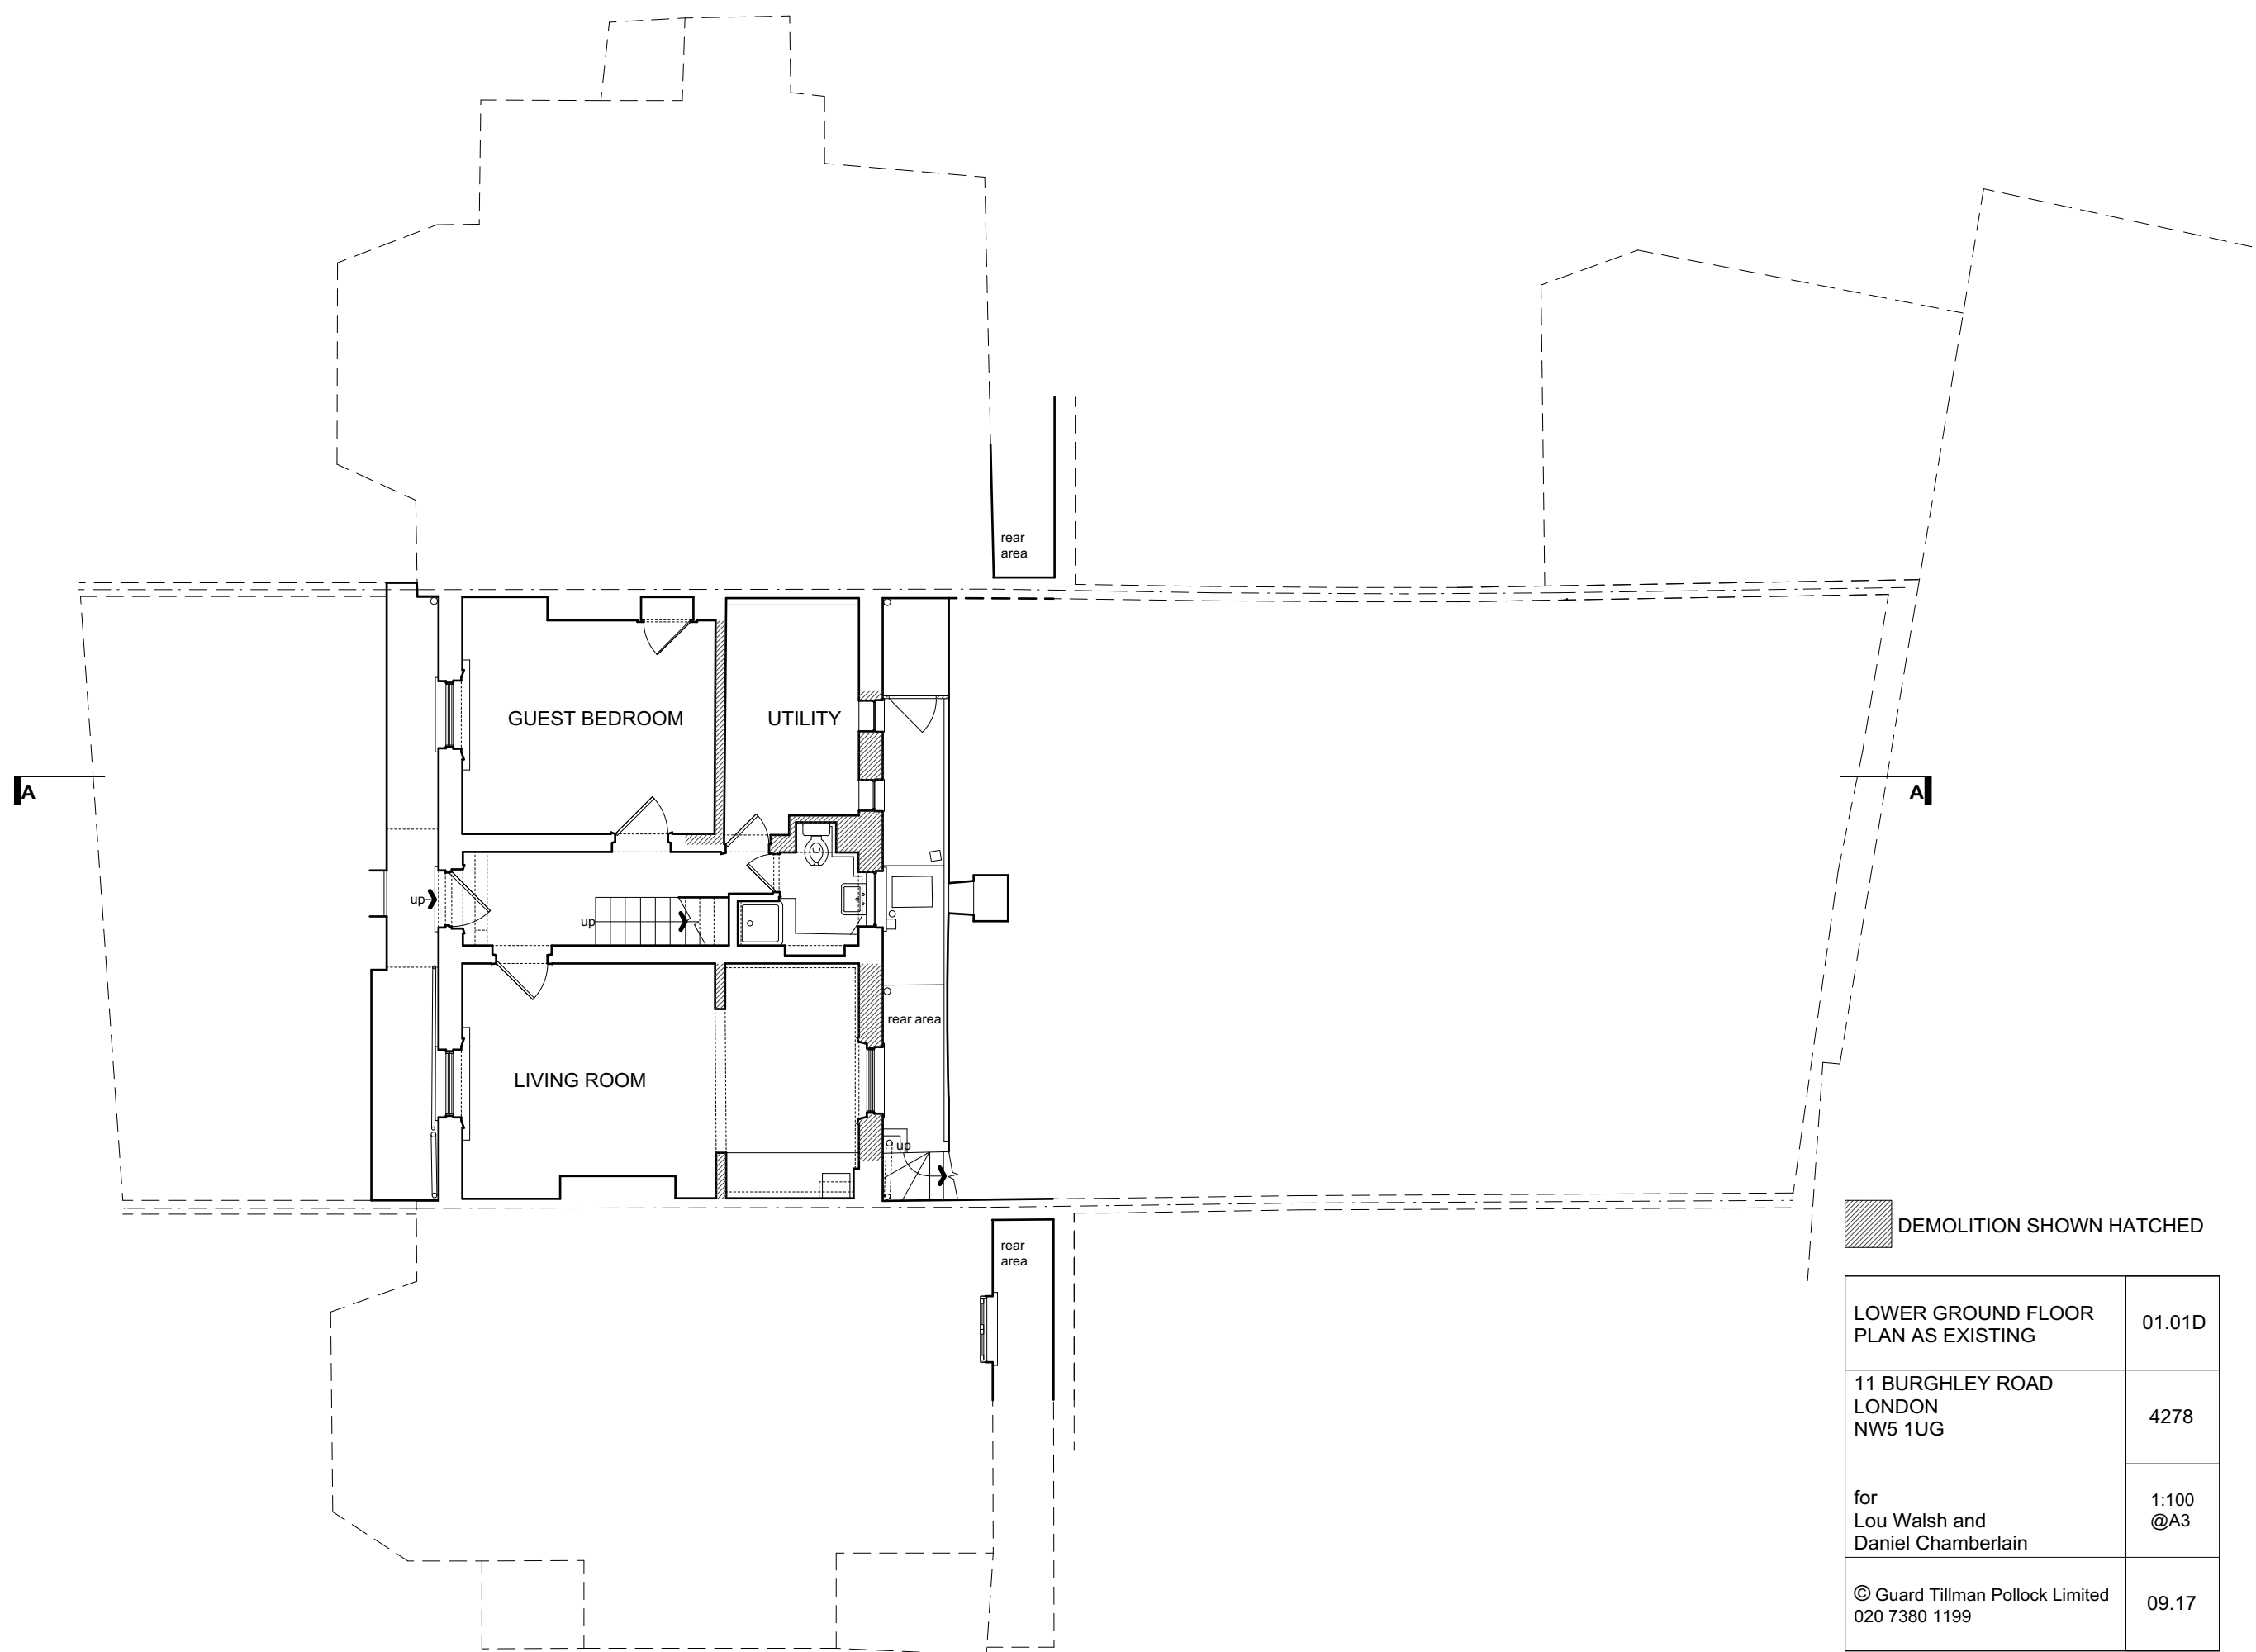 rear
area
GUEST BEDROOM
UTILITY
A
A
up
up
rear area
LIVING ROOM
up
rear
area
DEMOLITION SHOWN HATCHED
LOWER GROUND FLOOR
PLAN AS EXISTING
01.01D
11 BURGHLEY ROAD
LONDON
NW5 1UG
4278
for
Lou Walsh and
Daniel Chamberlain
1:100
@A3
© Guard Tillman Pollock Limited
020 7380 1199
09.17